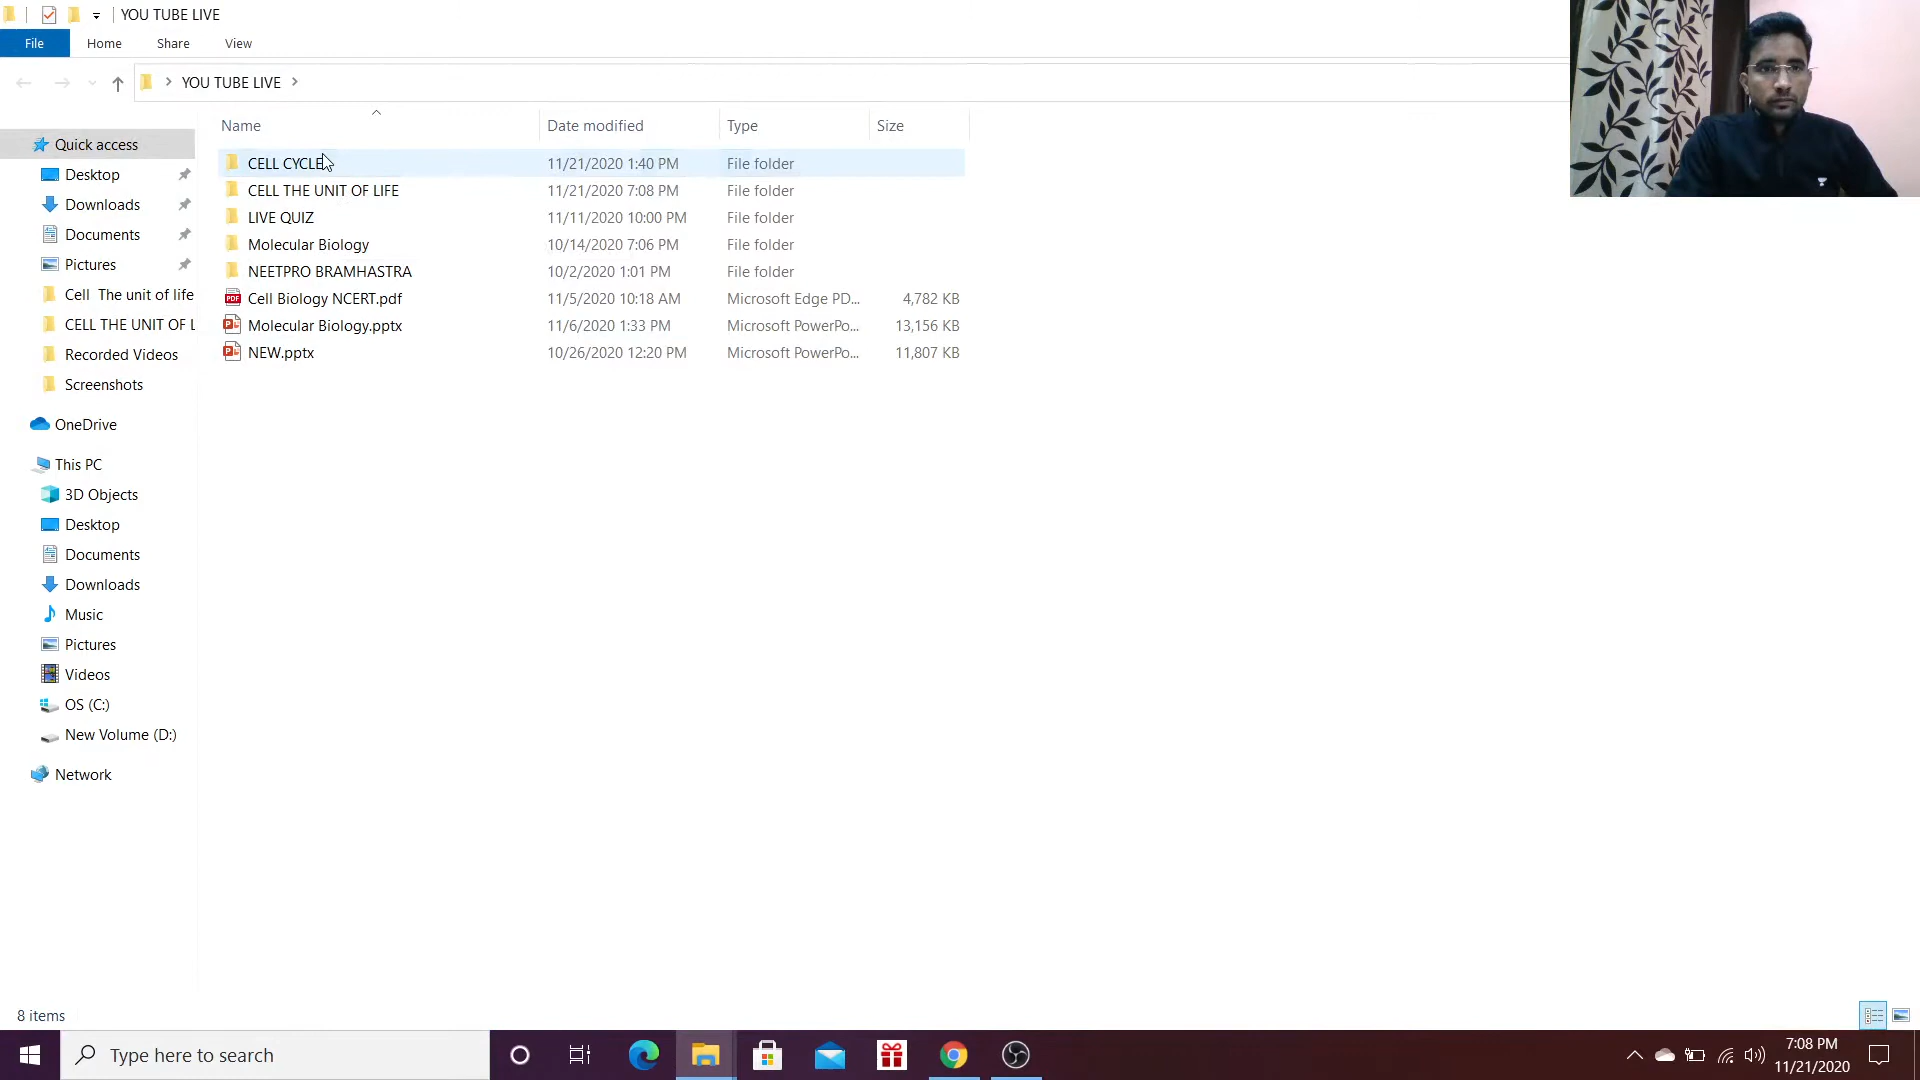 YOU TUBE LIVE
File Home Share View
YOU TUBE LIVE
Name Date modified Type Size
Quick access
Desktop
Downloads
Documents
Pictures
Cell The unit of life
CELL THE UNIT OF L
Recorded Videos
Screenshots
OneDrive
This PC
3D Objects
Desktop
Documents
Downloads
Music
Pictures
Videos
OS (C:)
New Volume (D:)
Network
CELL CYCLE 11/21/2020 1:40 PM File folder
CELL THE UNIT OF LIFE 11/21/2020 7:08 PM File folder
LIVE QUIZ 11/11/2020 10:00 PM File folder
Molecular Biology 10/14/2020 7:06 PM File folder
NEETPRO BRAMHASTRA 10/2/2020 1:01 PM File folder
Cell Biology NCERT.pdf 11/5/2020 10:18 AM Microsoft Edge PD... 4,782 KB
Molecular Biology.pptx 11/6/2020 1:33 PM Microsoft PowerPo... 13,156 KB
NEW.pptx 10/26/2020 12:20 PM Microsoft PowerPo... 11,807 KB
8 items
Type here to search
7:08 PM
11/21/2020